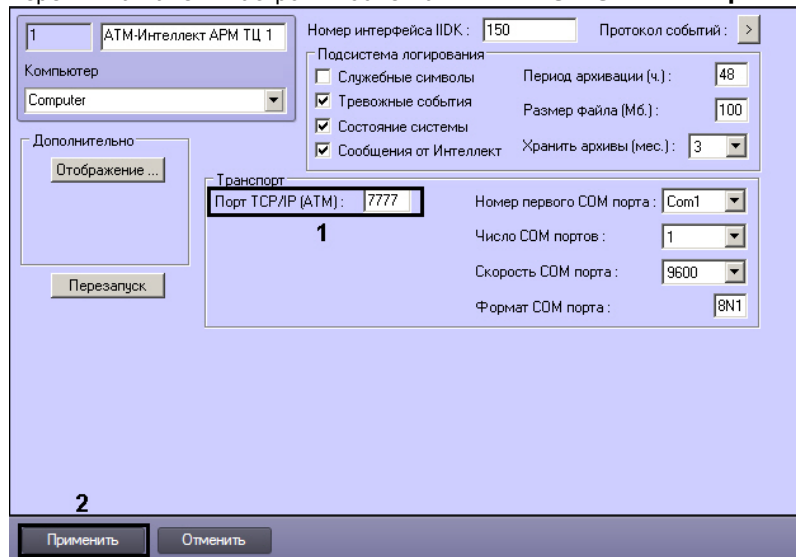 1
АТМ-Интеллект АРМ ТЦ 1
Компьютер
Computer
Номер интерфейса IIDK :
150
Протокол событий :
>
Подсистема логирования
Служебные символы
Тревожные события
Состояние системы
Сообщения от Интеллект
Период архивации (ч.) :
48
Размер файла (Мб.) :
100
Хранить архивы (мес.) :
3
Дополнительно
Отображение ...
Перезапуск
Транспорт
Порт TCP/IP (ATM) :
7777
1
Номер первого COM порта :
Com1
Число COM портов :
1
Скорость COM порта :
9600
Формат COM порта :
8N1
2
Применить
Отменить